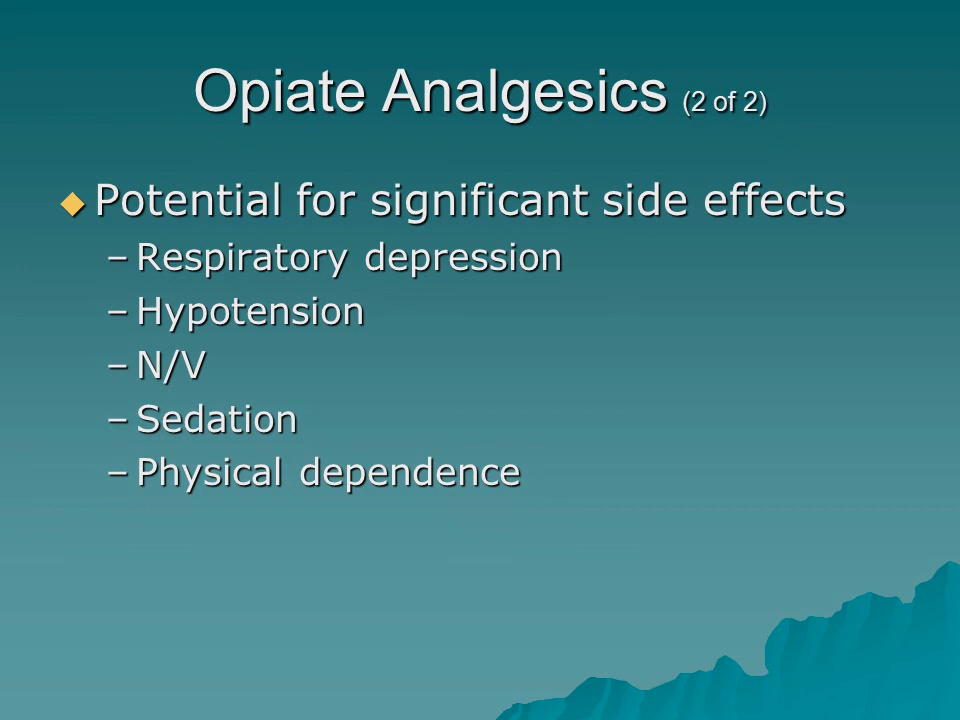 Opiate Analgesics (2 of 2)
◆ Potential for significant side effects
– Respiratory depression
– Hypotension
– N/V
– Sedation
– Physical dependence